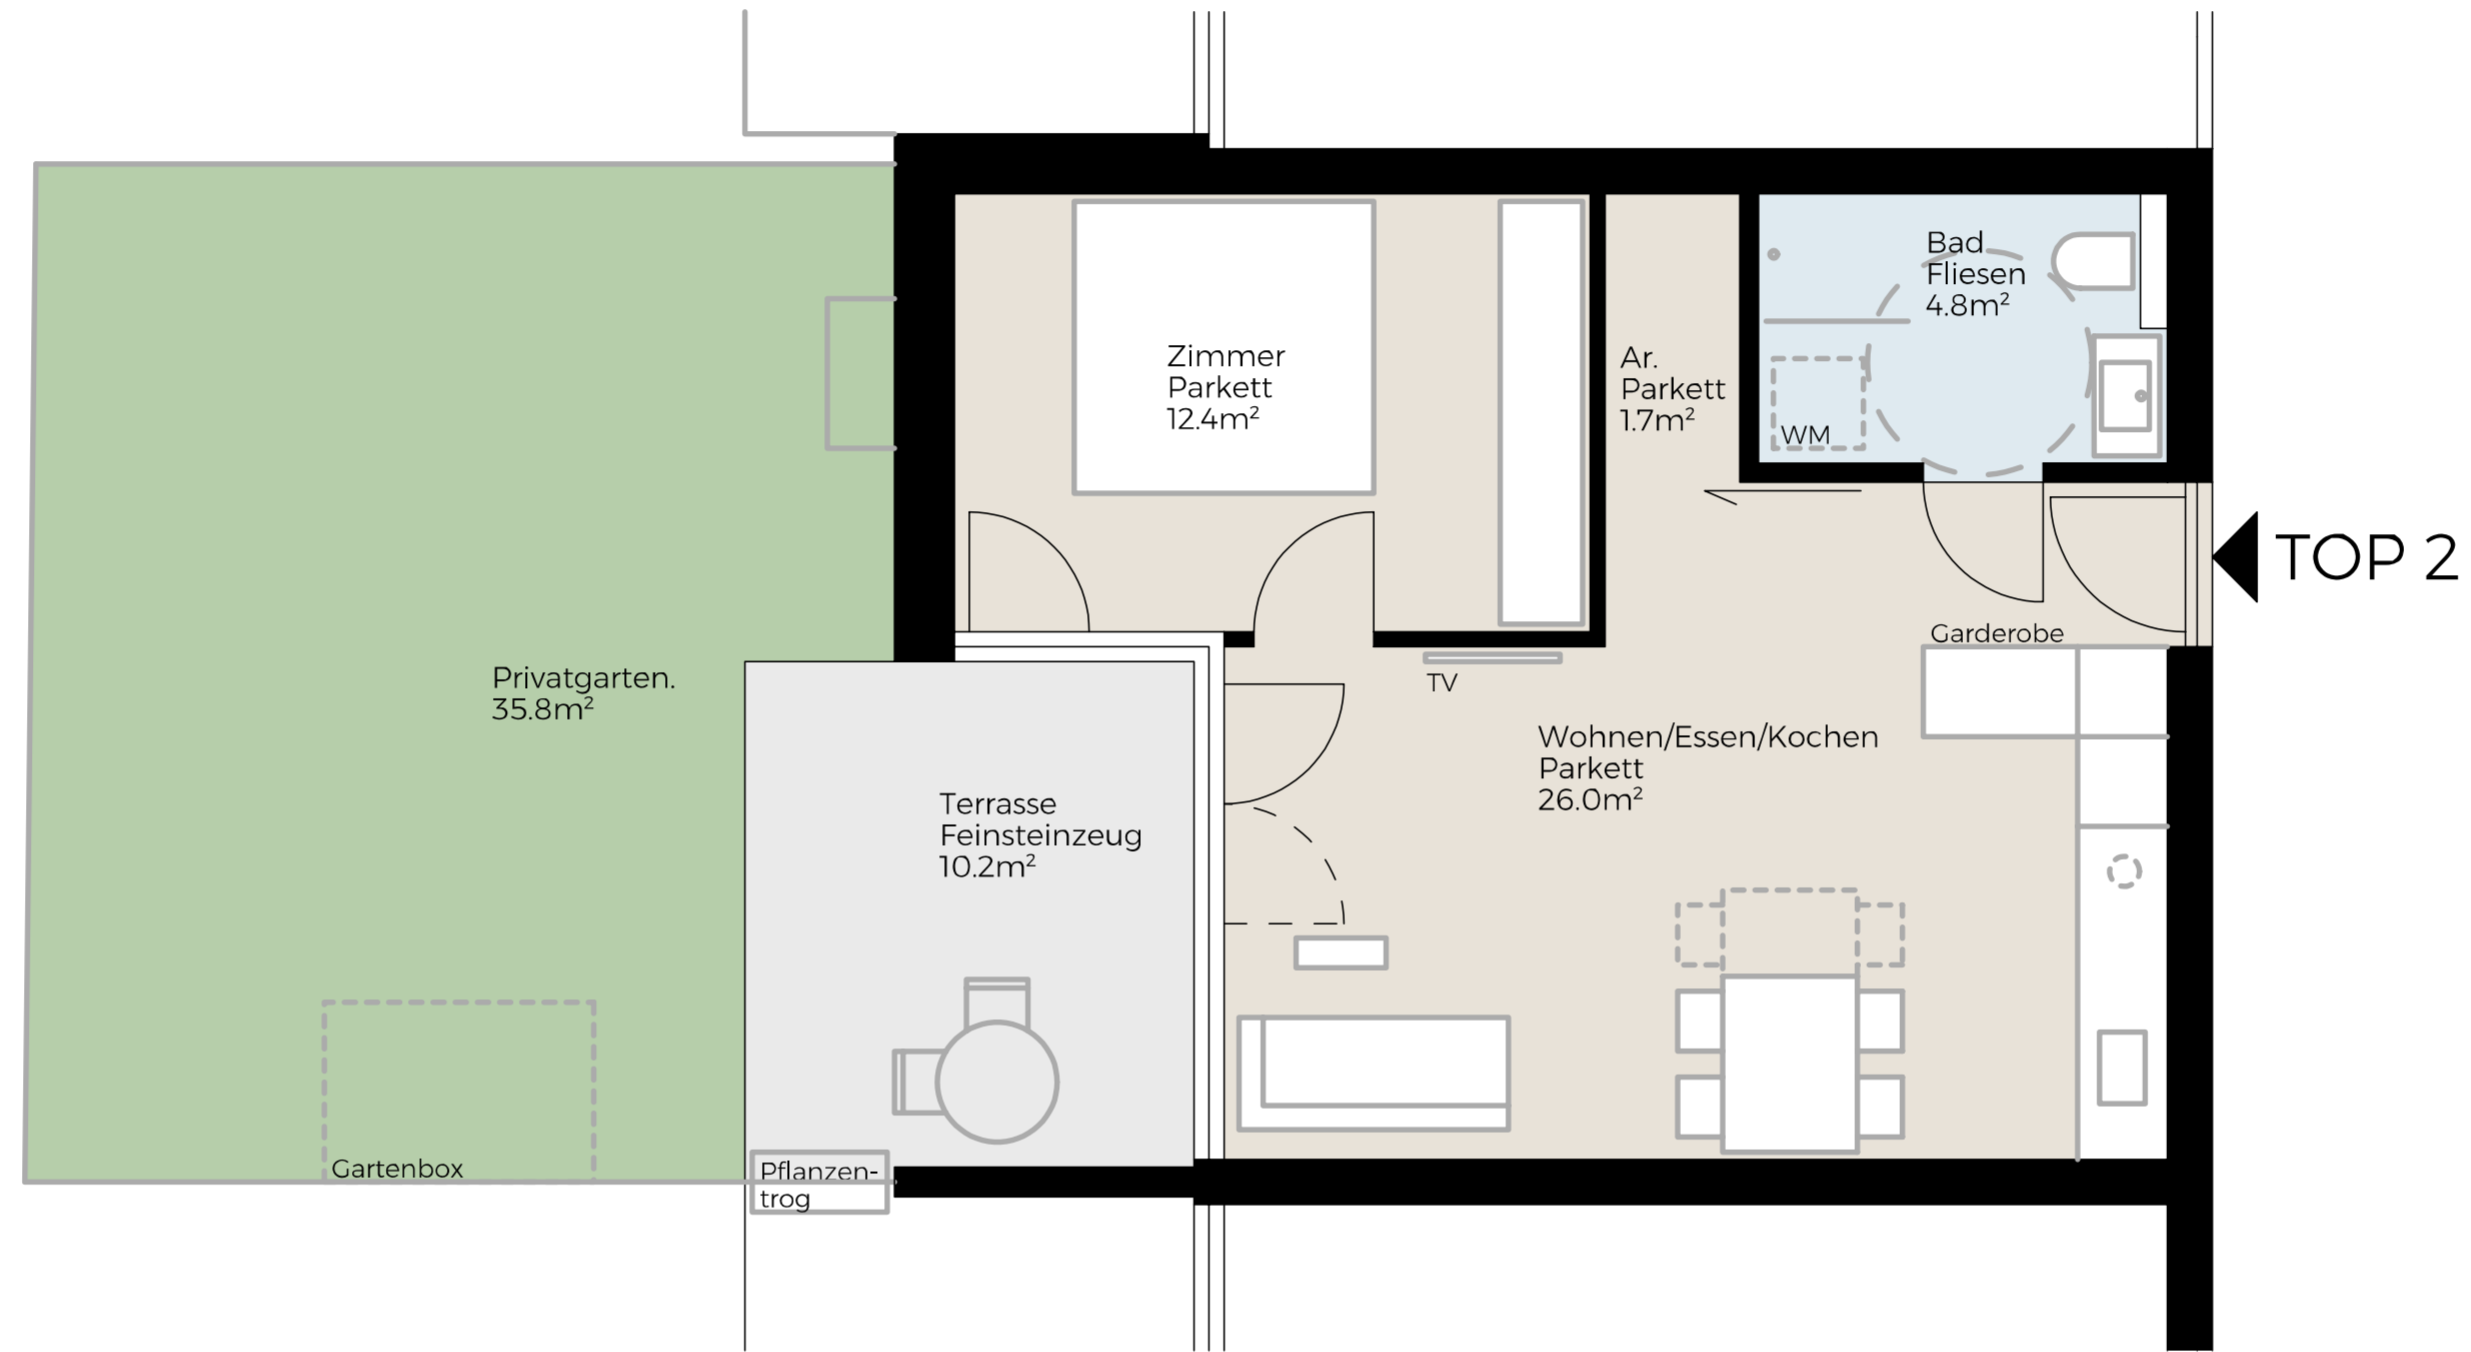 Bad
Fliesen
4.8m²
Zimmer
Parkett
12.4m²
Ar.
Parkett
1.7m²
WM
TOP 2
Garderobe
Privatgarten.
35.8m²
TV
Wohnen/Essen/Kochen
Parkett
26.0m²
Terrasse
Feinsteinzeug
10.2m²
Gartenbox
Pflanzen-
trog